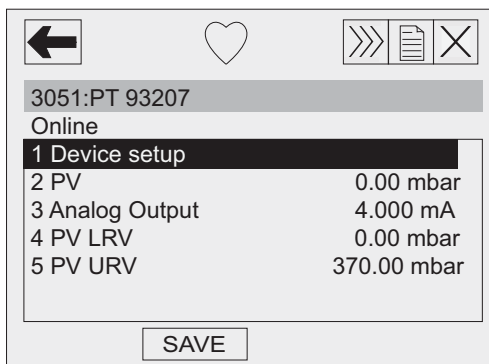 3051:PT 93207
Online
1 Device setup
2 PV 0.00 mbar
3 Analog Output 4.000 mA
4 PV LRV 0.00 mbar
5 PV URV 370.00 mbar
SAVE